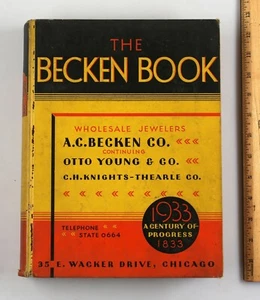 THE
BECKEN BOOK
WHOLESALE JEWELERS
A.C. BECKEN CO. <<<
CONTINUING
OTTO YOUNG & CO. <<
C.H. KNIGHTS-THEARLE CO.
< < < < < < < < <
1933
A CENTURY OF
PROGRESS
1833
TELEPHONE
<< STATE 0664
35 E. WACKER DRIVE, CHICAGO